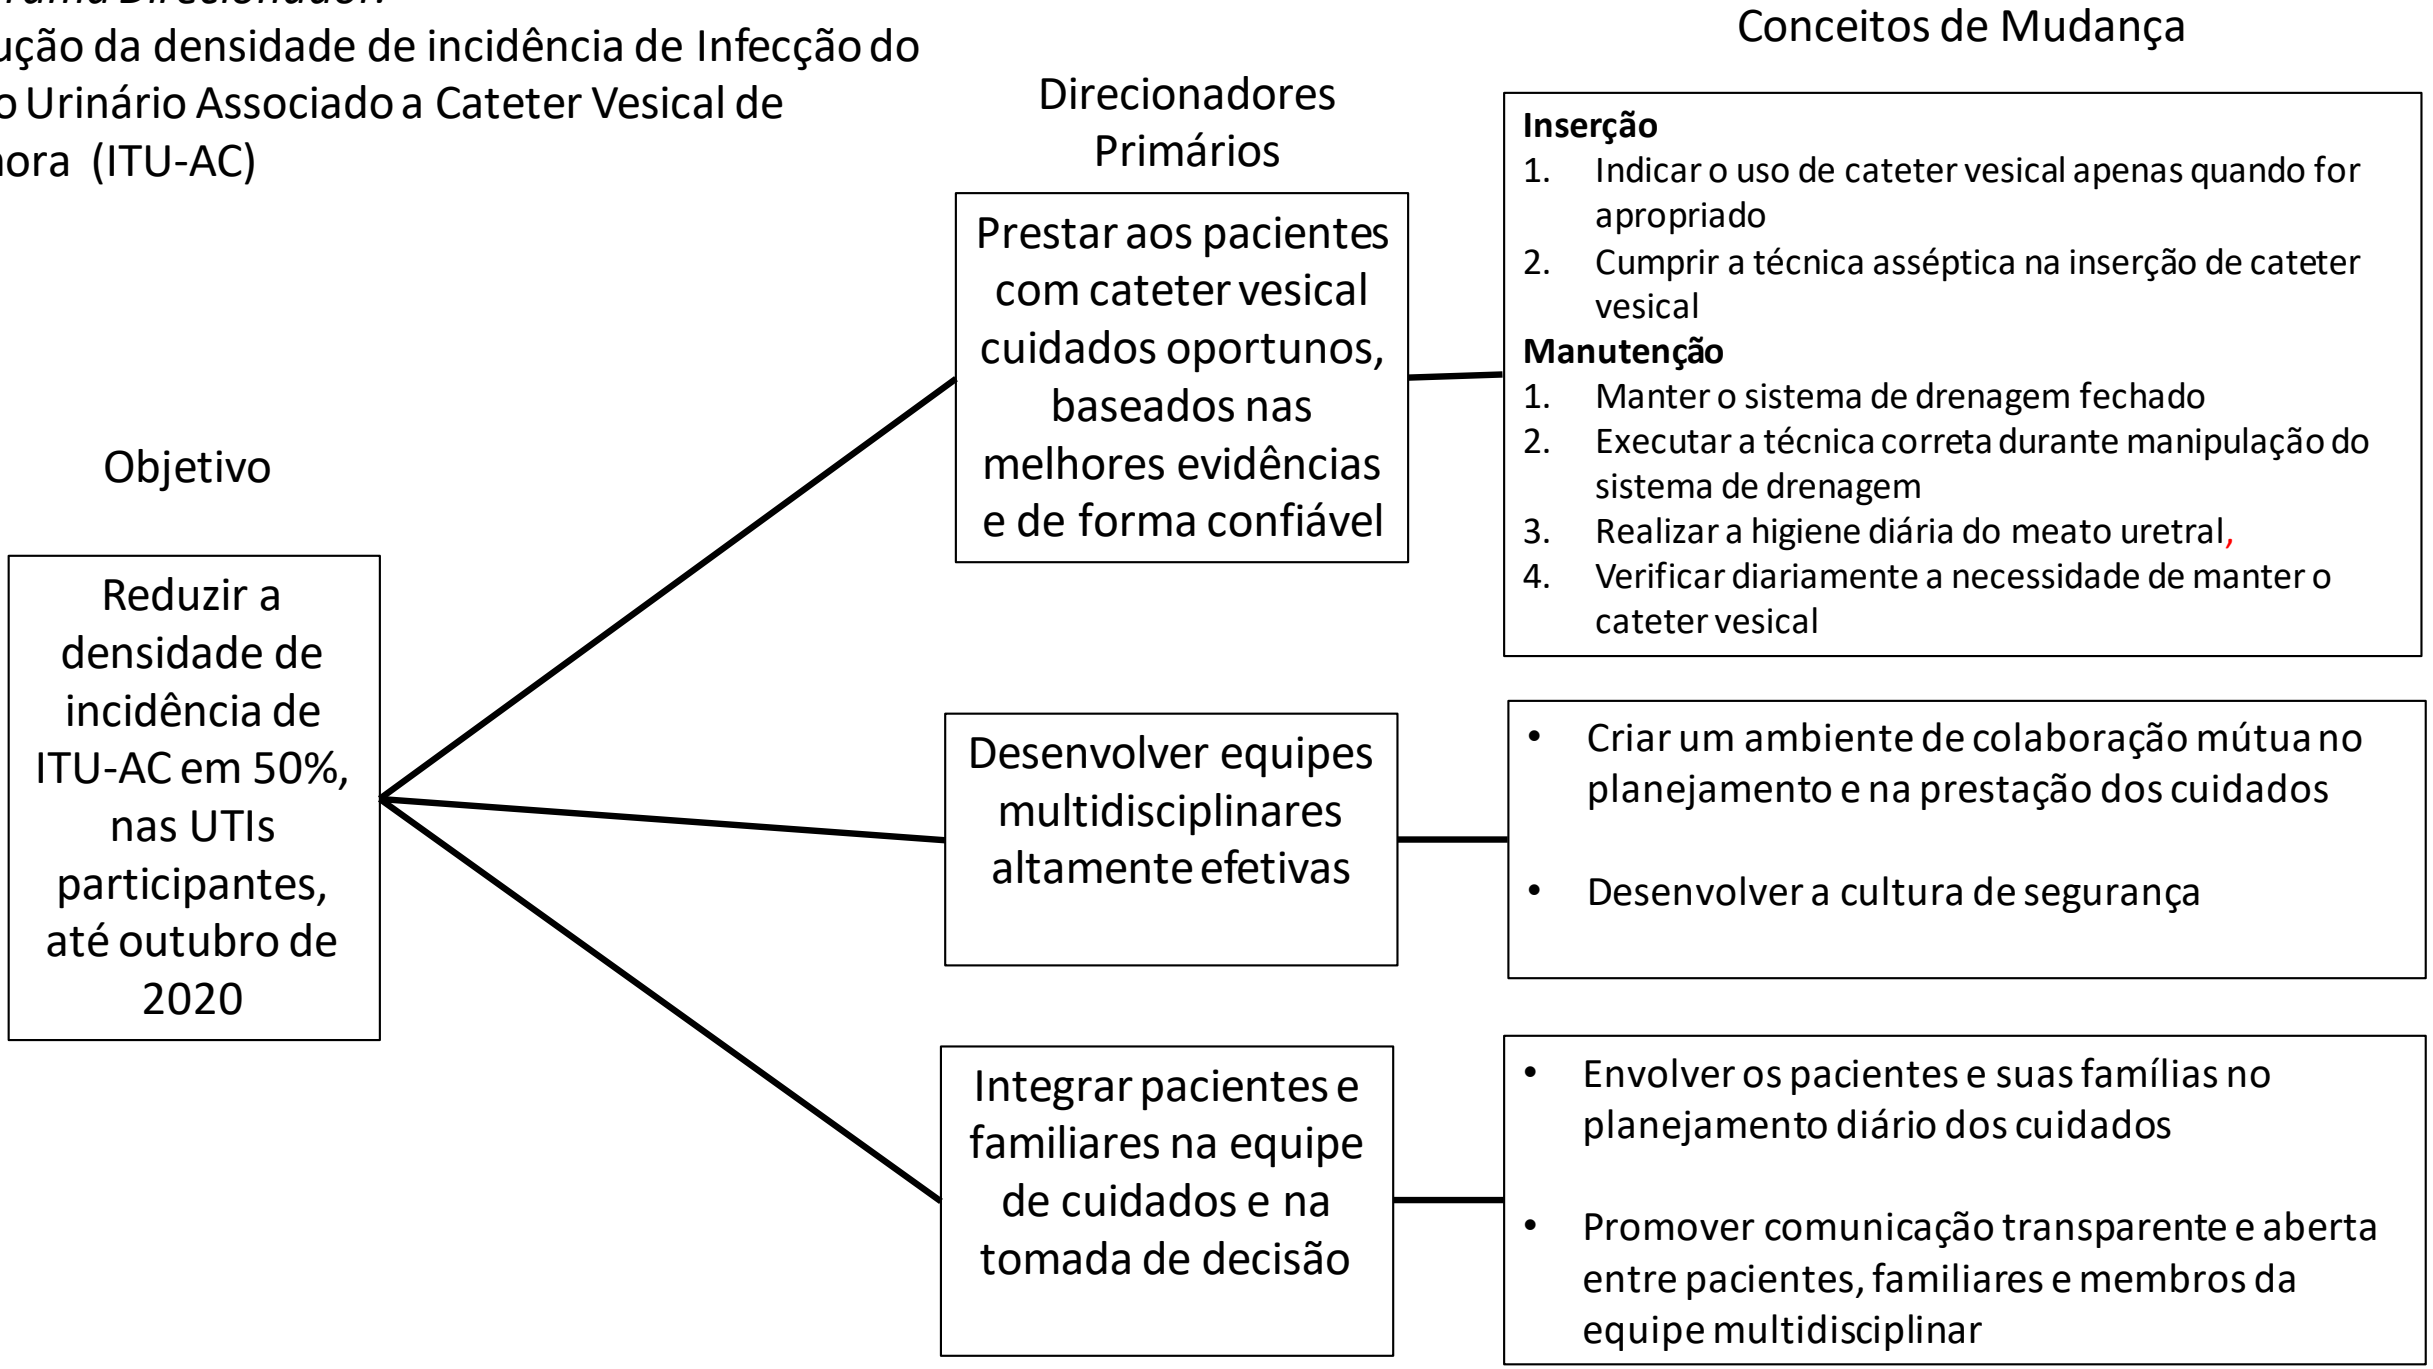 Direcionador:
ução da densidade de incidência de Infecção do
o Urinário Associado a Cateter Vesical de
ora (ITU-AC)
Objetivo
Reduzir a
densidade de
incidência de
ITU-AC em 50%,
nas UTIs
participantes,
até outubro de
2020
Direcionadores
Primários
Prestar aos pacientes
com cateter vesical
cuidados oportunos,
baseados nas
melhores evidências
e de forma confiável
Desenvolver equipes
multidisciplinares
altamente efetivas
Integrar pacientes e
familiares na equipe
de cuidados e na
tomada de decisão
Conceitos de Mudança
Inserção
1. Indicar o uso de cateter vesical apenas quando for
apropriado
2. Cumprir a técnica asséptica na inserção de cateter
vesical
Manutenção
1. Manter o sistema de drenagem fechado
2. Executar a técnica correta durante manipulação do
sistema de drenagem
3. Realizar a higiene diária do meato uretral,
4. Verificar diariamente a necessidade de manter o
cateter vesical
• Criar um ambiente de colaboração mútua no
planejamento e na prestação dos cuidados
• Desenvolver a cultura de segurança
• Envolver os pacientes e suas famílias no
planejamento diário dos cuidados
• Promover comunicação transparente e aberta
entre pacientes, familiares e membros da
equipe multidisciplinar